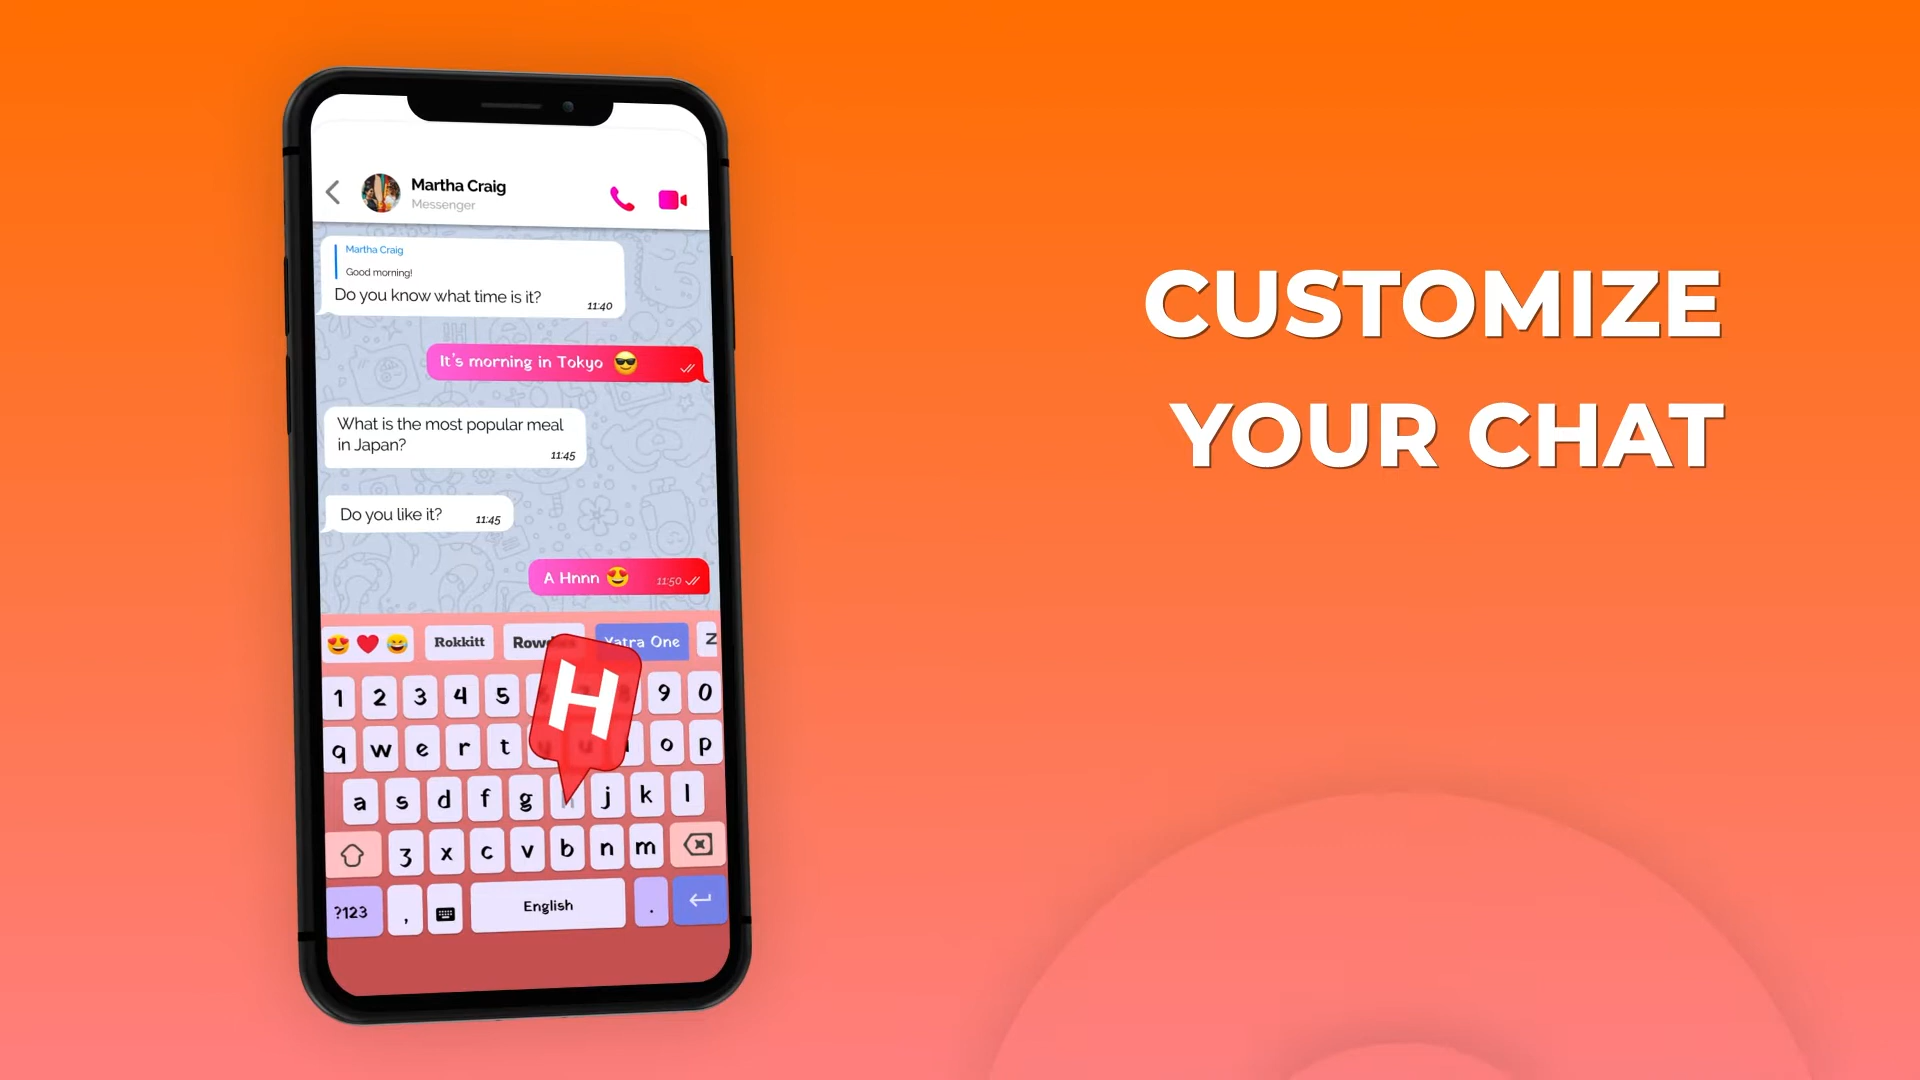 Martha Craig
Messenger
Martha Craig
Good morning!
Do you know what time is it?
11:40
It's morning in Tokyo 😎
What is the most popular meal
in Japan?
11:45
Do you like it? 11:45
A Hnnn 😍 11:50
😍❤️😂 Rokkitt Yatra One Z
H
1 2 3 4 5 9 0
q w e r t y u o p
a s d f g h j k l
z x c v b n m
?123 , English .
CUSTOMIZE
YOUR CHAT